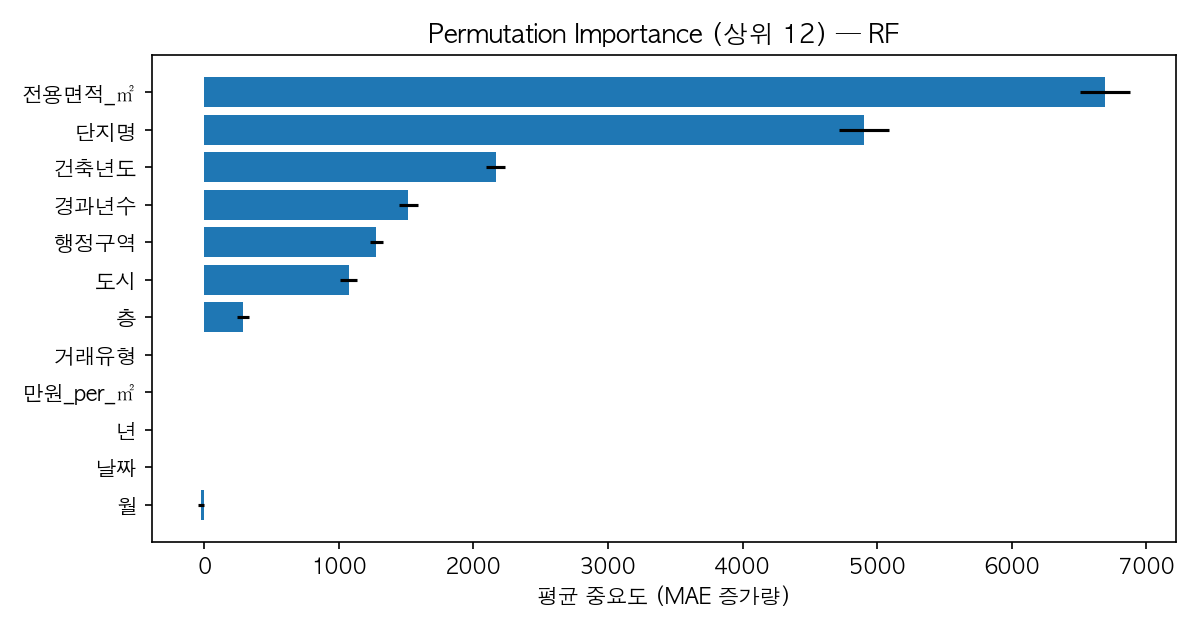 Permutation Importance (상위 12) — RF
전용면적_㎡
단지명
건축년도
경과년수
행정구역
도시
층
거래유형
만원_per_㎡
년
날짜
월
0 1000 2000 3000 4000 5000 6000 7000
평균 중요도 (MAE 증가량)